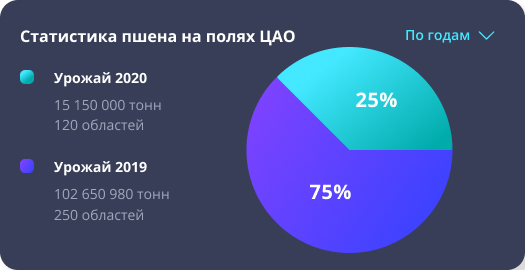 Статистика пшена на полях ЦАО
По годам
Урожай 2020
15 150 000 тонн
120 областей
Урожай 2019
102 650 980 тонн
250 областей
25%
75%